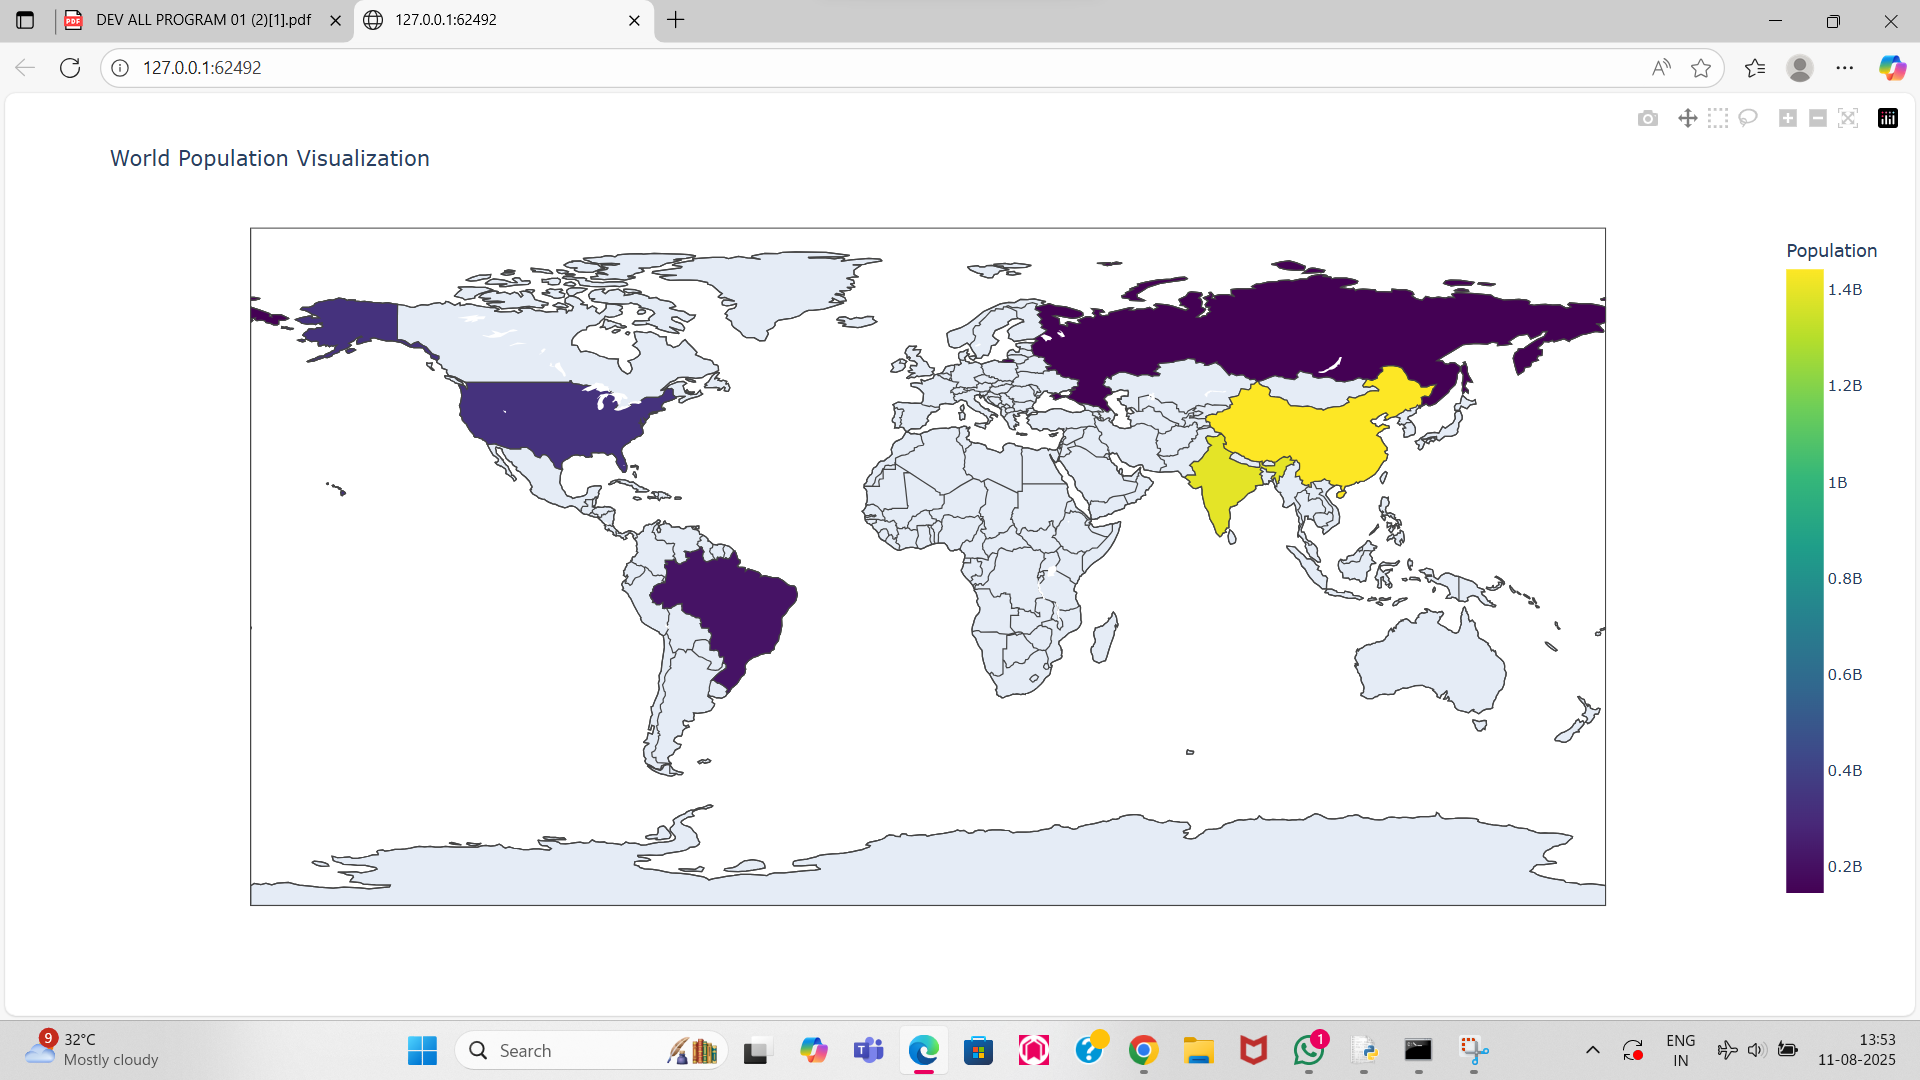 DEV ALL PROGRAM 01 (2)[1].pdf
127.0.0.1:62492
127.0.0.1:62492
World Population Visualization
Population
1.4B
1.2B
1B
0.8B
0.6B
0.4B
0.2B
9
32°C
Mostly cloudy
Search
1
ENG
IN
13:53
11-08-2025